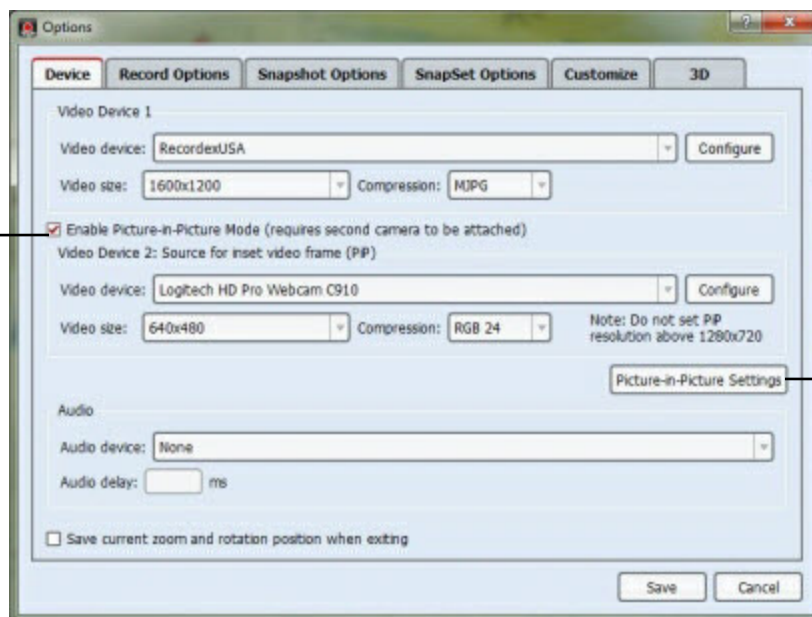 Options
Device Record Options Snapshot Options SnapSet Options Customize 3D
Video Device 1
Video device: RecordexUSA Configure
Video size: 1600x1200 Compression: MJPG
Enable Picture-in-Picture Mode (requires second camera to be attached)
Video Device 2: Source for inset video frame (PiP)
Video device: Logitech HD Pro Webcam C910 Configure
Video size: 640x480 Compression: RGB 24 Note: Do not set PiP
resolution above 1280x720
Picture-in-Picture Settings
Audio
Audio device: None
Audio delay: ms
Save current zoom and rotation position when exiting
Save Cancel